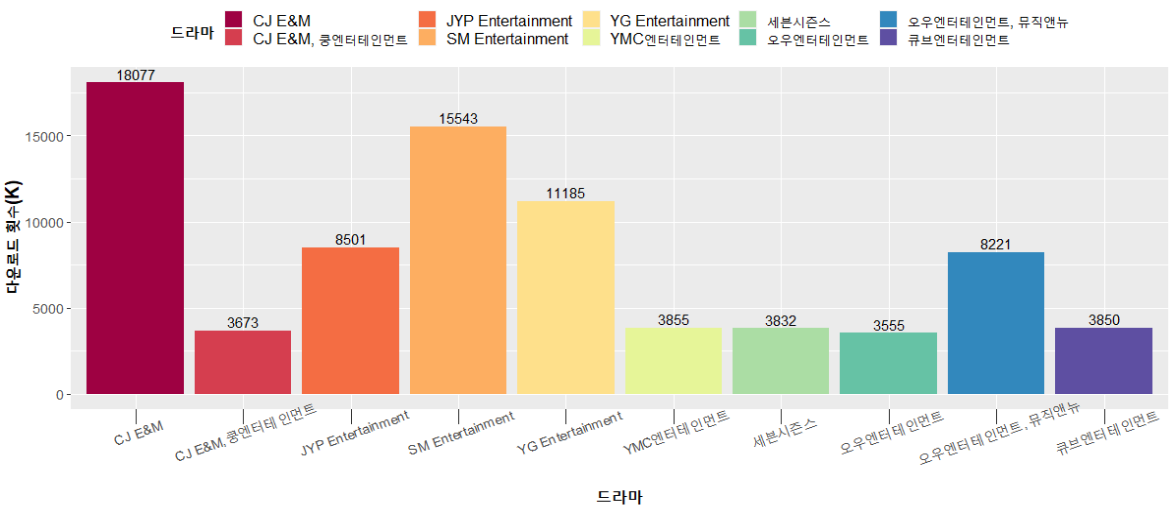 드라마
CJ E&M
JYP Entertainment
YG Entertainment
세븐시즌스
오우엔터테인먼트, 뮤직앤뉴
CJ E&M, 쿵엔터테인먼트
SM Entertainment
YMC엔터테인먼트
오우엔터테인먼트
큐브엔터테인먼트
다운로드 횟수(K)
15000
10000
5000
0
18077
3673
8501
15543
11185
3855
3832
3555
8221
3850
CJ E&M
CJ E&M, 쿵엔터테인먼트
JYP Entertainment
SM Entertainment
YG Entertainment
YMC엔터테인먼트
세븐시즌스
오우엔터테인먼트
오우엔터테인먼트, 뮤직앤뉴
큐브엔터테인먼트
드라마